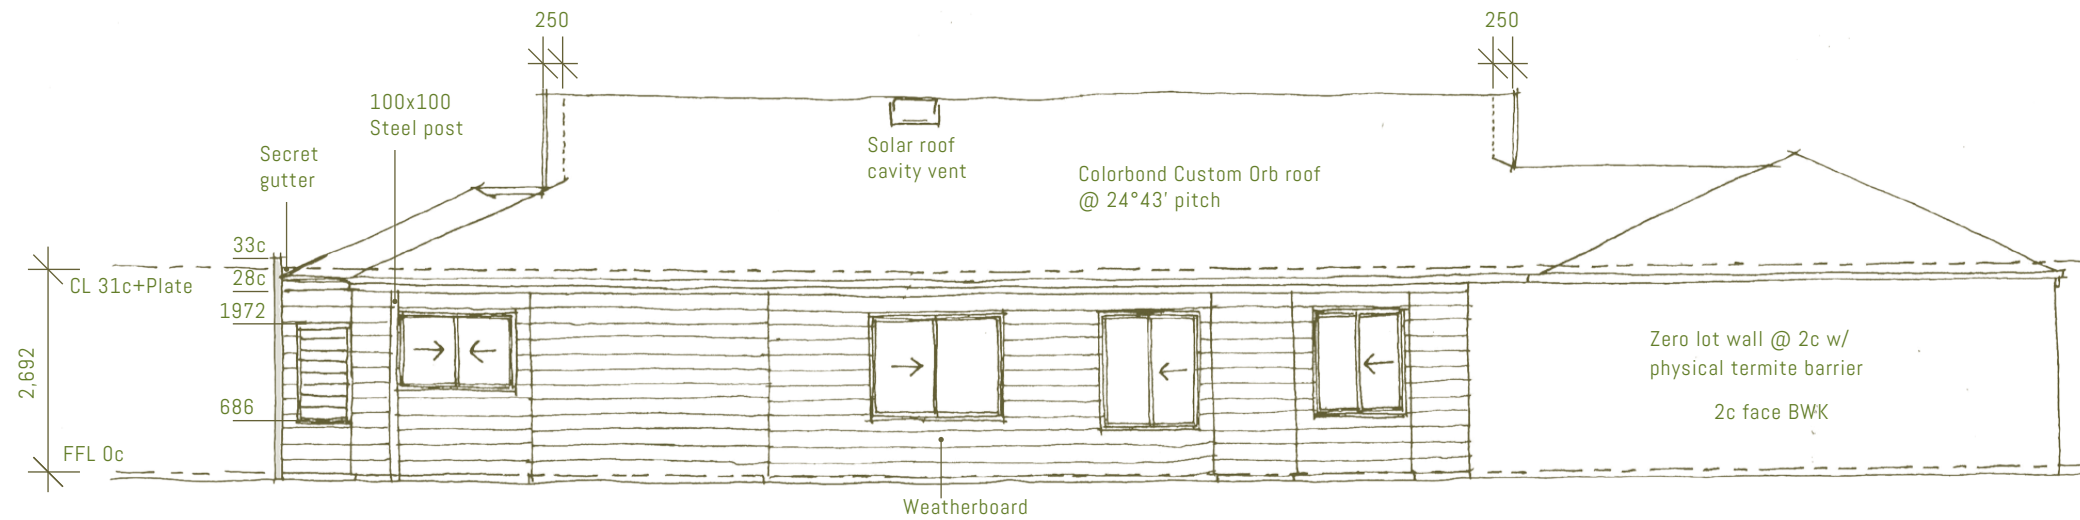 250
250
100x100
Steel post
Secret
gutter
Solar roof
cavity vent
Colorbond Custom Orb roof
@ 24°43' pitch
33c
28c
CL 31c+Plate
1972
2,692
686
FFL 0c
Zero lot wall @ 2c w/
physical termite barrier
2c face BWK
Weatherboard